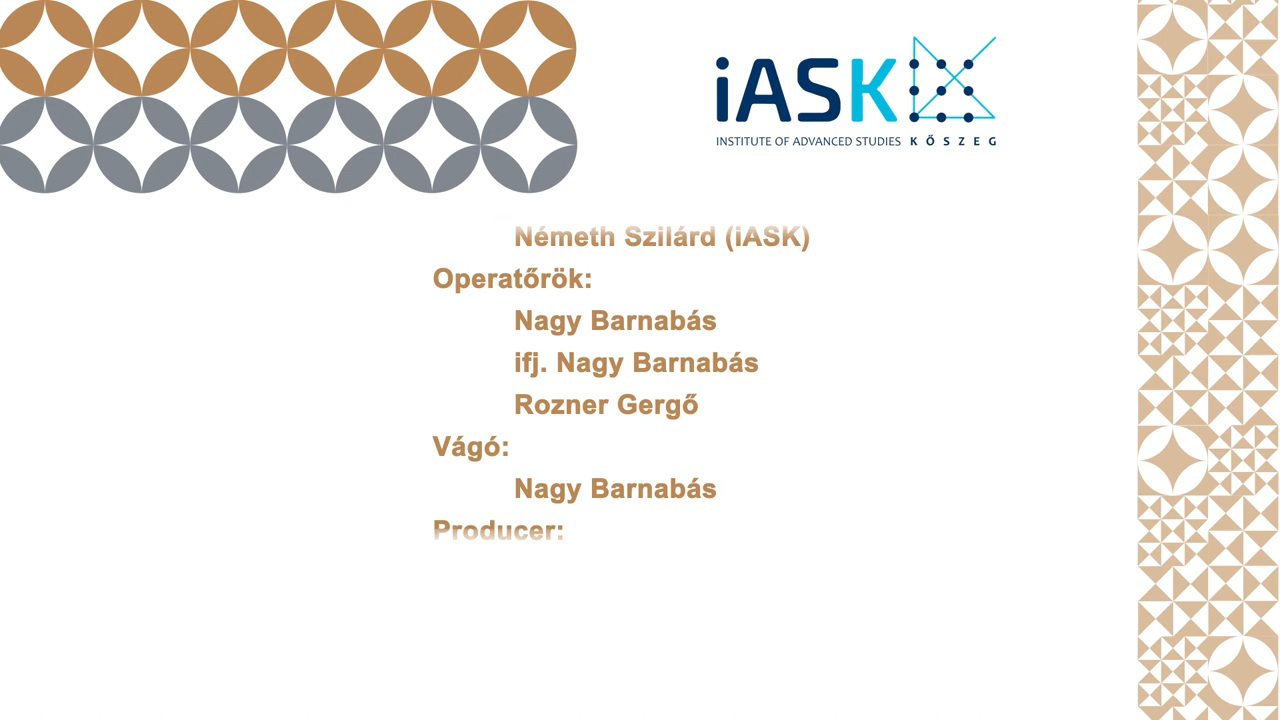 iASK
INSTITUTE OF ADVANCED STUDIES KŐSZEG
Németh Szilárd (iASK)
Operatőrök:
Nagy Barnabás
ifj. Nagy Barnabás
Rozner Gergő
Vágó:
Nagy Barnabás
Producer: